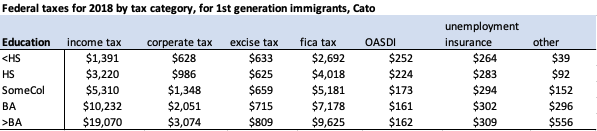 Federal taxes for 2018 by tax category, for 1st generation immigrants, Cato
unemployment
Education income tax corperate tax excise tax fica tax OASDI insurance other
<HS $1,391 $628 $633 $2,692 $252 $264 $39
HS $3,220 $986 $625 $4,018 $224 $283 $92
SomeCol $5,310 $1,348 $659 $5,181 $173 $294 $152
BA $10,232 $2,051 $715 $7,178 $161 $302 $296
>BA $19,070 $3,074 $809 $9,625 $162 $309 $556